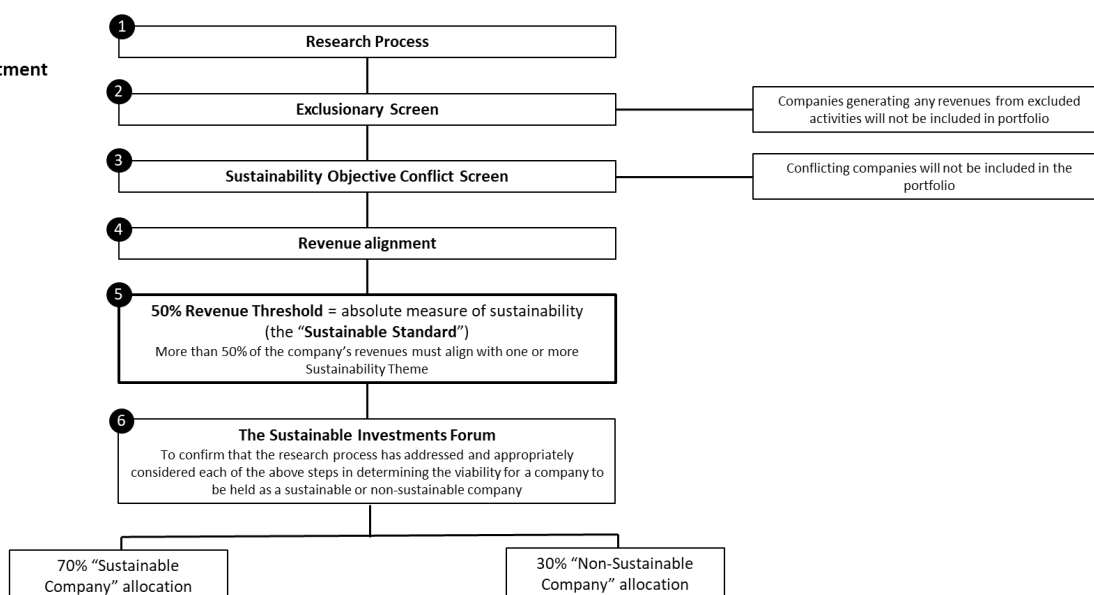 1
Research Process
tment
2
Exclusionary Screen
Companies generating any revenues from excluded
activities will not be included in portfolio
3
Sustainability Objective Conflict Screen
Conflicting companies will not be included in the
portfolio
4
Revenue alignment
5
50% Revenue Threshold = absolute measure of sustainability
(the “Sustainable Standard”)
More than 50% of the company’s revenues must align with one or more
Sustainability Theme
6
The Sustainable Investments Forum
To confirm that the research process has addressed and appropriately
considered each of the above steps in determining the viability for a company to
be held as a sustainable or non-sustainable company
70% “Sustainable
Company” allocation
30% “Non-Sustainable
Company” allocation